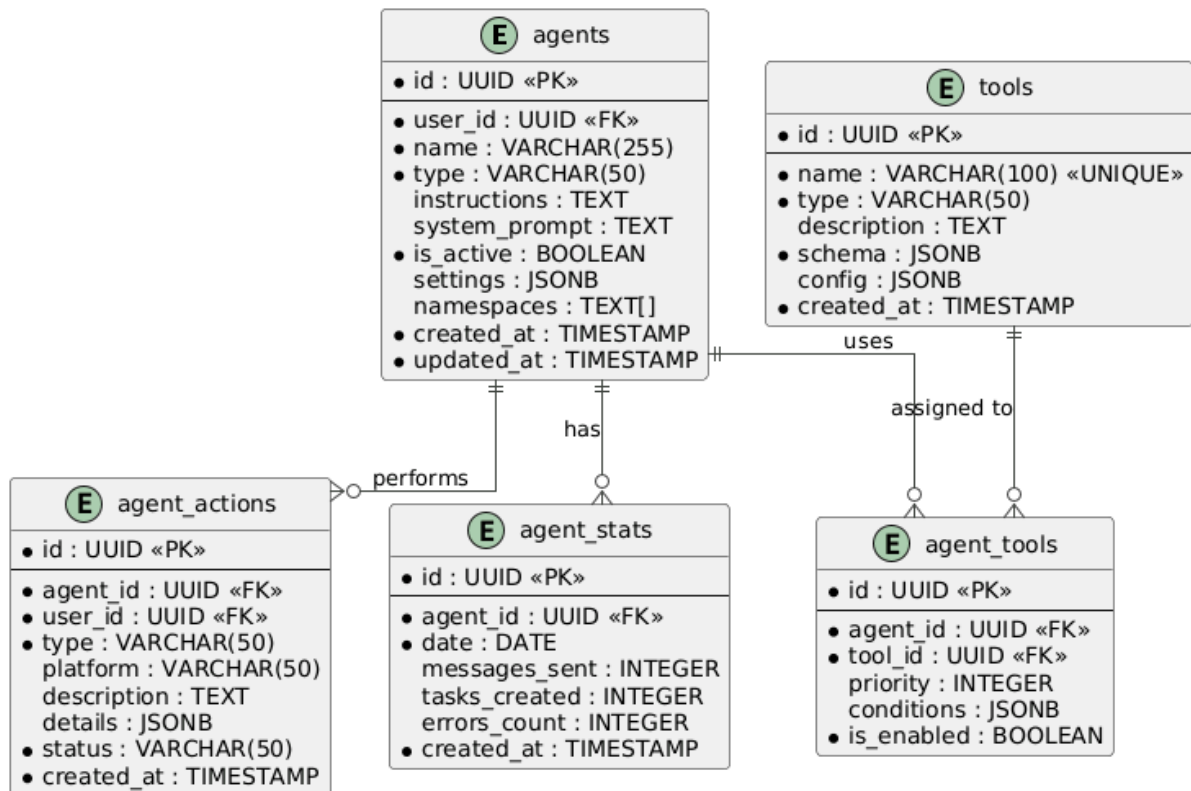 E agents
id : UUID «PK»
user_id : UUID «FK»
name : VARCHAR(255)
type : VARCHAR(50)
instructions : TEXT
system_prompt : TEXT
is_active : BOOLEAN
settings : JSONB
namespaces : TEXT[]
created_at : TIMESTAMP
updated_at : TIMESTAMP
E tools
id : UUID «PK»
name : VARCHAR(100) «UNIQUE»
type : VARCHAR(50)
description : TEXT
schema : JSONB
config : JSONB
created_at : TIMESTAMP
uses
assigned to
has
performs
E agent_actions
id : UUID «PK»
agent_id : UUID «FK»
user_id : UUID «FK»
type : VARCHAR(50)
platform : VARCHAR(50)
description : TEXT
details : JSONB
status : VARCHAR(50)
created_at : TIMESTAMP
E agent_stats
id : UUID «PK»
agent_id : UUID «FK»
date : DATE
messages_sent : INTEGER
tasks_created : INTEGER
errors_count : INTEGER
created_at : TIMESTAMP
E agent_tools
id : UUID «PK»
agent_id : UUID «FK»
tool_id : UUID «FK»
priority : INTEGER
conditions : JSONB
is_enabled : BOOLEAN